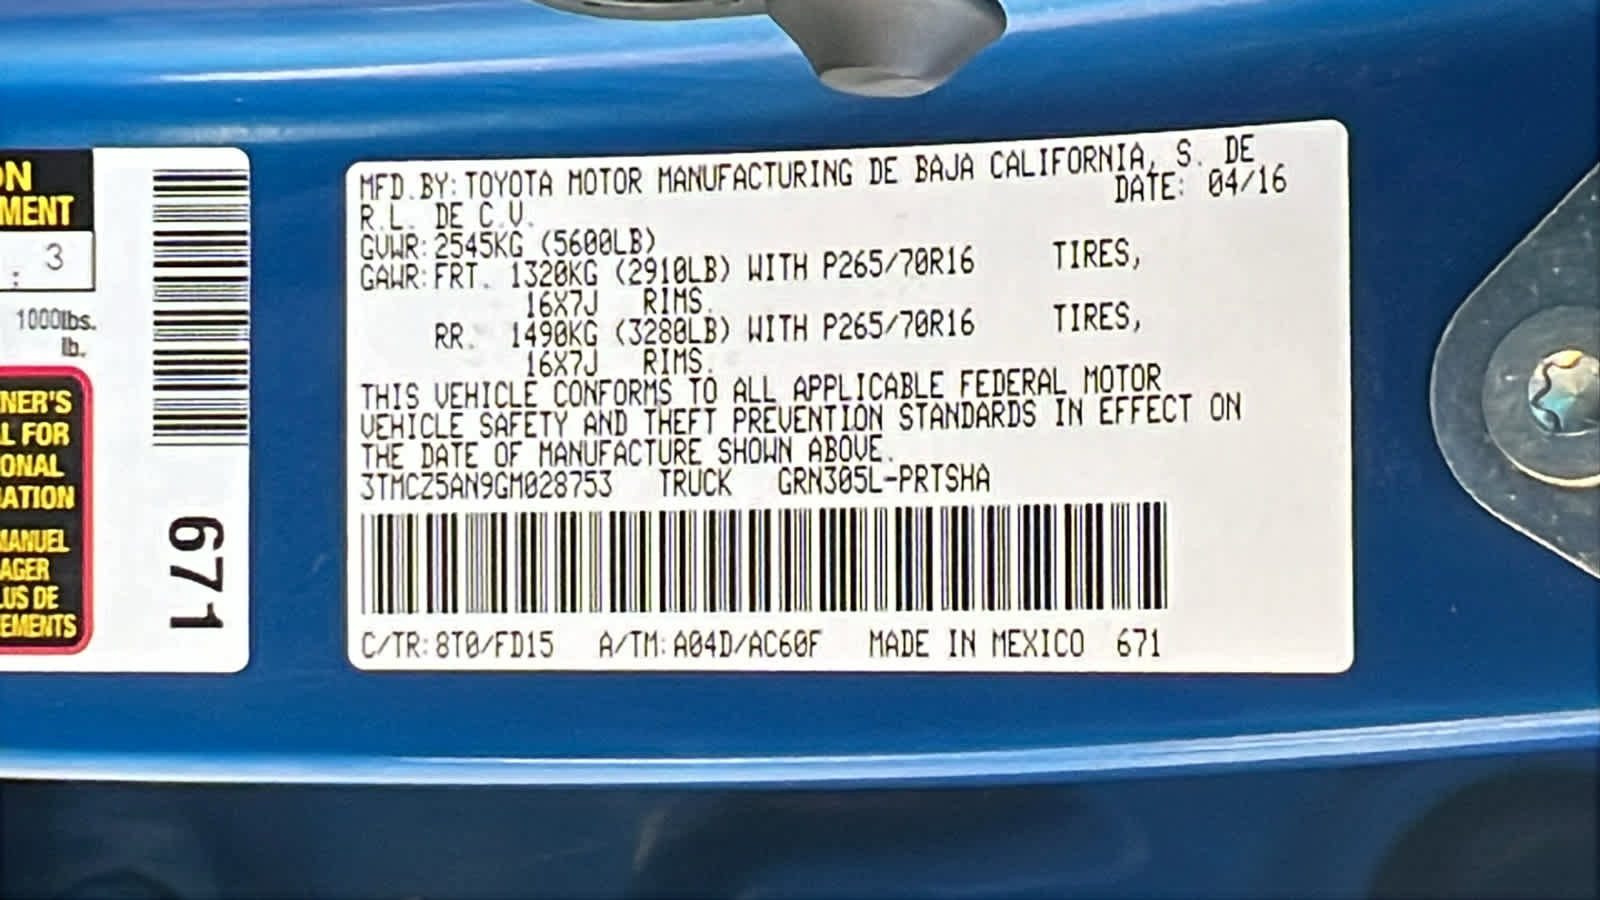 MFD.BY:TOYOTA MOTOR MANUFACTURING DE BAJA CALIFORNIA, S. DE
R.L. DE C.V. DATE: 04/16
GVWR:2545KG (5600LB)
GAWR:FRT. 1320KG (2910LB) WITH P265/70R16 TIRES,
16X7J RIMS.
RR. 1490KG (3280LB) WITH P265/70R16 TIRES,
16X7J RIMS.
THIS VEHICLE CONFORMS TO ALL APPLICABLE FEDERAL MOTOR
VEHICLE SAFETY AND THEFT PREVENTION STANDARDS IN EFFECT ON
THE DATE OF MANUFACTURE SHOWN ABOVE.
3TMCZ5AN9GM028753 TRUCK GRN305L-PRTSHA
C/TR:8T0/FD15 A/TM:A04D/AC60F MADE IN MEXICO 671
ON
MENT
: 3
1000lbs.
lb.
NER'S
L FOR
ONAL
ATION
MANUEL
AGER
LUS DE
EMENTS
671